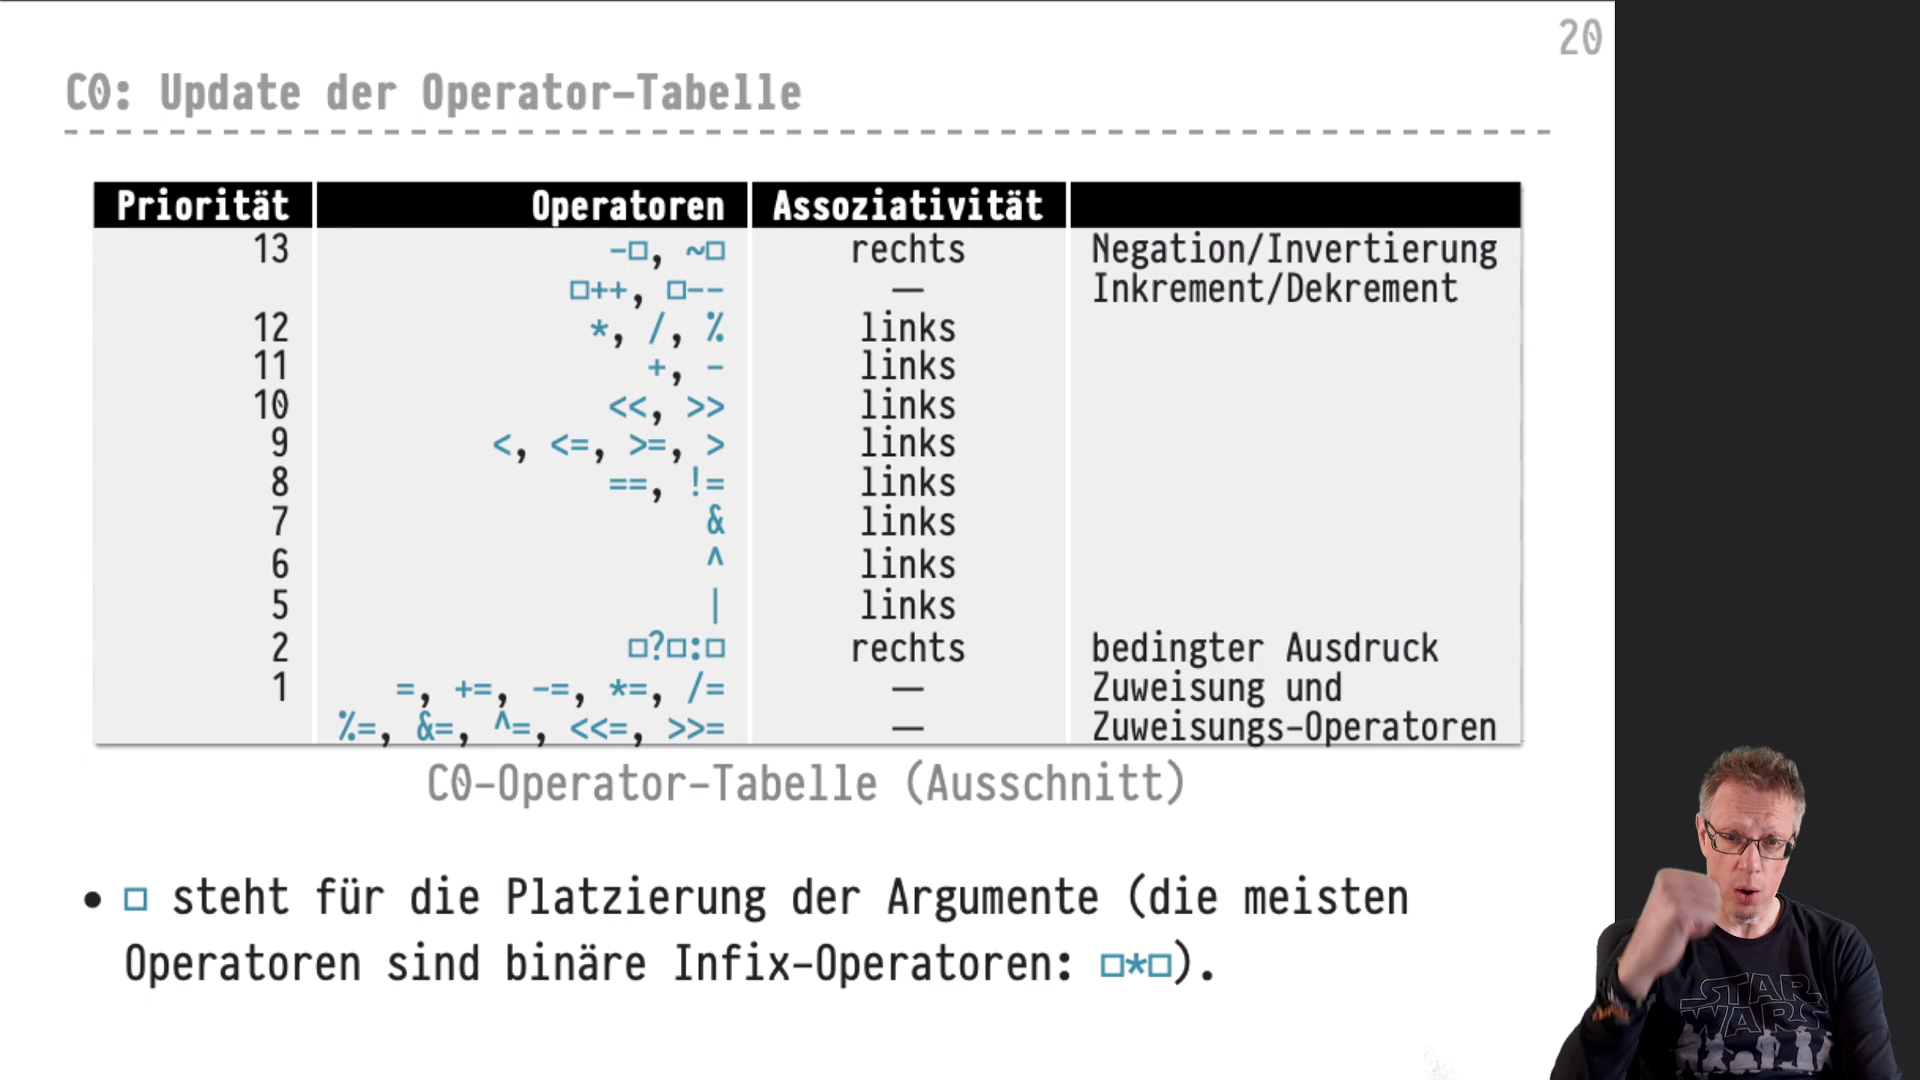 20
C0: Update der Operator-Tabelle
Priorität Operatoren Assoziativität
13 -□, ~□ rechts Negation/Invertierung
□++, □-- — Inkrement/Dekrement
12 *, /, % links
11 +, - links
10 <<, >> links
9 <, <=, >=, > links
8 ==, != links
7 & links
6 ^ links
5 | links
2 □?□:□ rechts bedingter Ausdruck
1 =, +=, -=, *=, /= — Zuweisung und
%=, &=, ^=, <<=, >>= — Zuweisungs-Operatoren
C0-Operator-Tabelle (Ausschnitt)
• □ steht für die Platzierung der Argumente (die meisten
Operatoren sind binäre Infix-Operatoren: □*□).
STAR
WARS